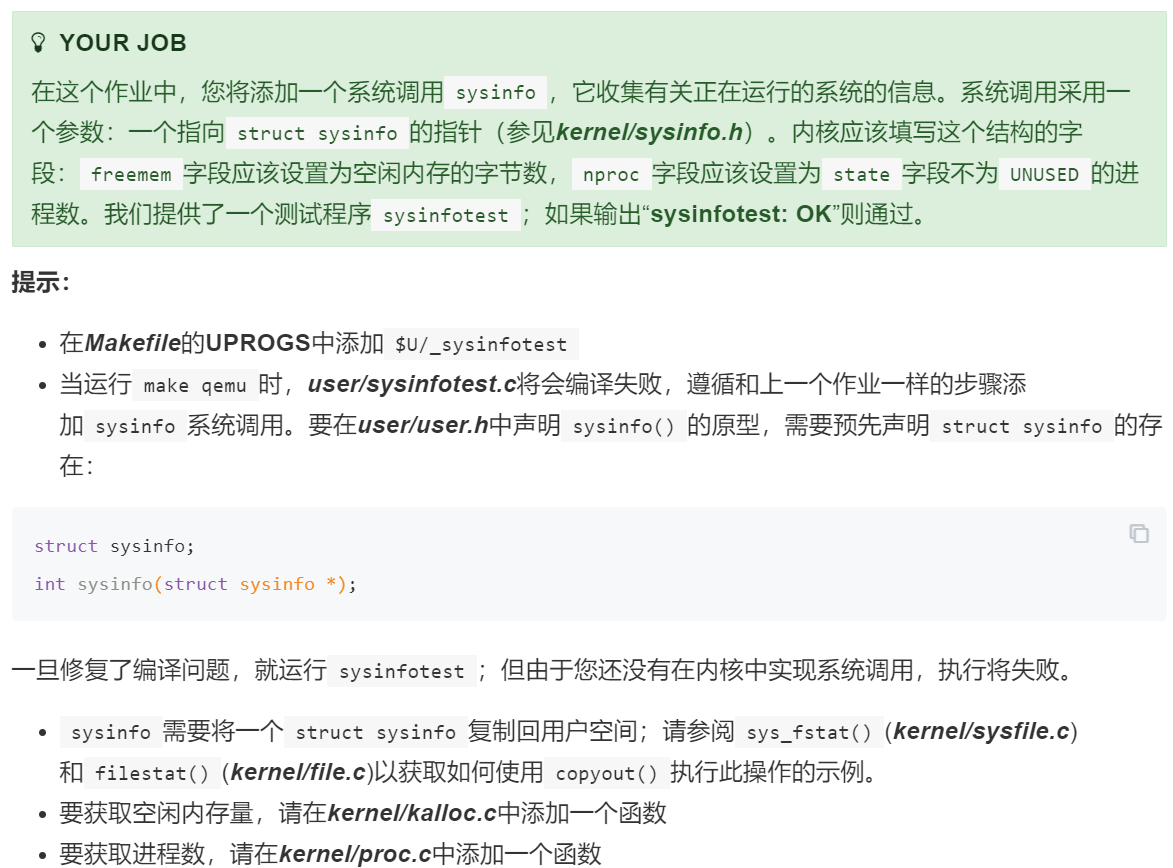 YOUR JOB
在这个作业中，您将添加一个系统调用 sysinfo ，它收集有关正在运行的系统的信息。系统调用采用一
个参数：一个指向 struct sysinfo 的指针（参见kernel/sysinfo.h）。内核应该填写这个结构的字
段： freemem 字段应该设置为空闲内存的字节数， nproc 字段应该设置为 state 字段不为 UNUSED 的进
程数。我们提供了一个测试程序 sysinfotest ；如果输出“sysinfotest: OK”则通过。
提示：
• 在Makefile的UPROGS中添加 $U/_sysinfotest
• 当运行 make qemu 时，user/sysinfotest.c将会编译失败，遵循和上一个作业一样的步骤添
加 sysinfo 系统调用。要在user/user.h中声明 sysinfo() 的原型，需要预先声明 struct sysinfo 的存
在：
struct sysinfo;
int sysinfo(struct sysinfo *);
一旦修复了编译问题，就运行 sysinfotest ；但由于您还没有在内核中实现系统调用，执行将失败。
• sysinfo 需要将一个 struct sysinfo 复制回用户空间；请参阅 sys_fstat() (kernel/sysfile.c)
和 filestat() (kernel/file.c)以获取如何使用 copyout() 执行此操作的示例。
• 要获取空闲内存量，请在kernel/kalloc.c中添加一个函数
• 要获取进程数，请在kernel/proc.c中添加一个函数